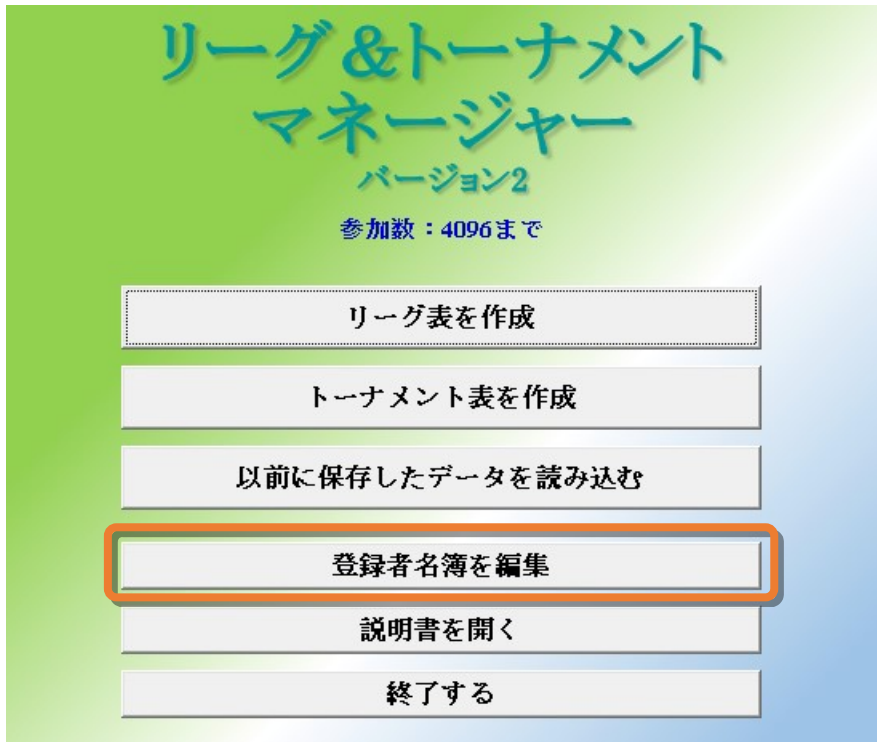 リーグ＆トーナメント
マネージャー
バージョン2
参加数：4096まで
リーグ表を作成
トーナメント表を作成
以前に保存したデータを読み込む
登録者名簿を編集
説明書を開く
終了する